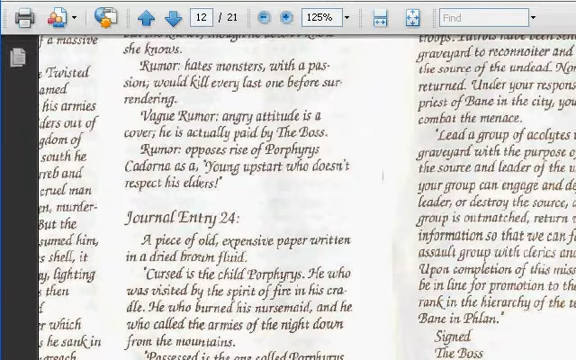 12 / 21
125%
Find
f a massive
Twisted
amed
his armies
ders out of
gdom of
south he
rreb and
cruel man
en, murder-
But the
sumed him,
s shell, it
y, lighting
then
r which
he sank in
she knows.
Rumor: hates monsters, with a pas-
sion, would kill every last one before sur-
rendering.
Vague Rumor: angry attitude is a
cover; he is actually paid by The Boss.
Rumor: opposes rise of Porphyrys
Cadorna as a, "Young upstart who doesn't
respect his elders!"
Journal Entry 24:
A piece of old, expensive paper written
in a dried brown fluid.
"Cursed is the child Porphyrys. He who
was visited by the spirit of fire in his cra-
dle. He who burned his nursemaid, and he
who called the armies of the night down
from the mountains.
"Possessed is the one called Porphyrys
graveyard to reconnoiter and
the source of the undead. Non
returned. Under your respons
priest of Bane in the city, you
combat the menace.
"Lead a group of acolytes
graveyard with the purpose o
the source and leader of the u
your group can engage and de
leader, or destroy the source,
group is outmatched, return
information so that we can f
assault group with clerics an
Upon completion of this miss
be in line for promotion to the
rank in the hierarchy of the te
Bane in Phlan."
Signed
The Boss